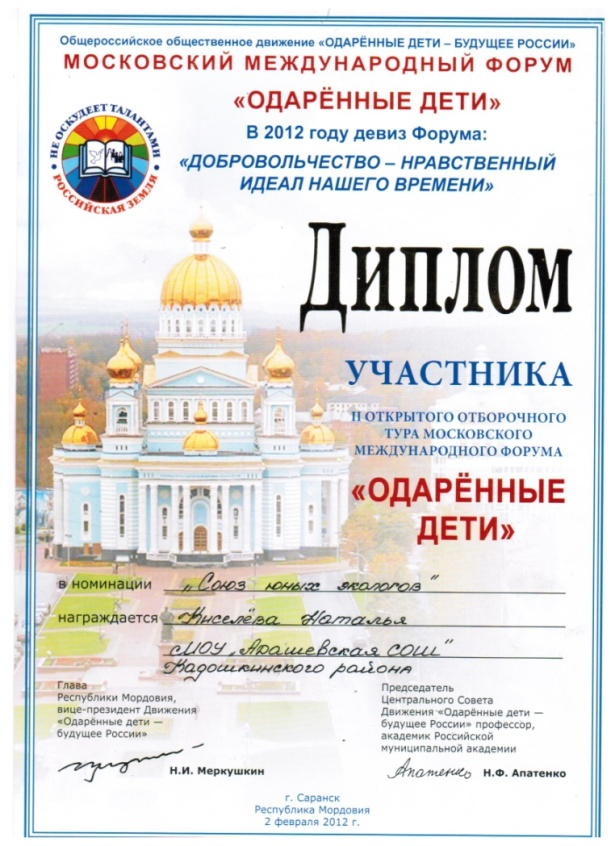 Общероссийское общественное движение «ОДАРЁННЫЕ ДЕТИ – БУДУЩЕЕ РОССИИ»
МОСКОВСКИЙ МЕЖДУНАРОДНЫЙ ФОРУМ
«ОДАРЁННЫЕ ДЕТИ»
В 2012 году девиз Форума:
«ДОБРОВОЛЬЧЕСТВО – НРАВСТВЕННЫЙ
ИДЕАЛ НАШЕГО ВРЕМЕНИ»
НЕ ОСКУДЕЕТ ТАЛАНТАМИ
РОССИЙСКАЯ ЗЕМЛЯ
Диплом
УЧАСТНИКА
II ОТКРЫТОГО ОТБОРОЧНОГО
ТУРА МОСКОВСКОГО
МЕЖДУНАРОДНОГО ФОРУМА
«ОДАРЁННЫЕ
ДЕТИ»
в номинации „Союз юных экологов"
награждается Киселёва Наталья
МОУ „Адашевская СОШ"
Кадошкинского района
Глава
Республики Мордовия,
вице-президент Движения
«Одарённые дети —
будущее России»
Н.И. Меркушкин
Председатель
Центрального Совета
Движения «Одарённые дети —
будущее России» профессор,
академик Российской
муниципальной академии
Апатенко Н.Ф. Апатенко
г. Саранск
Республика Мордовия
2 февраля 2012 г.